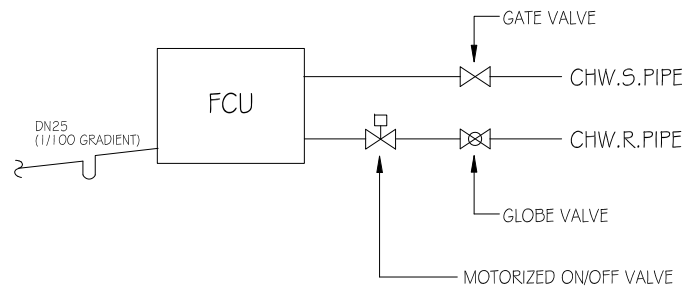 GATE VALVE
CHW.S.PIPE
FCU
DN25
(1/100 GRADIENT)
CHW.R.PIPE
GLOBE VALVE
MOTORIZED ON/OFF VALVE